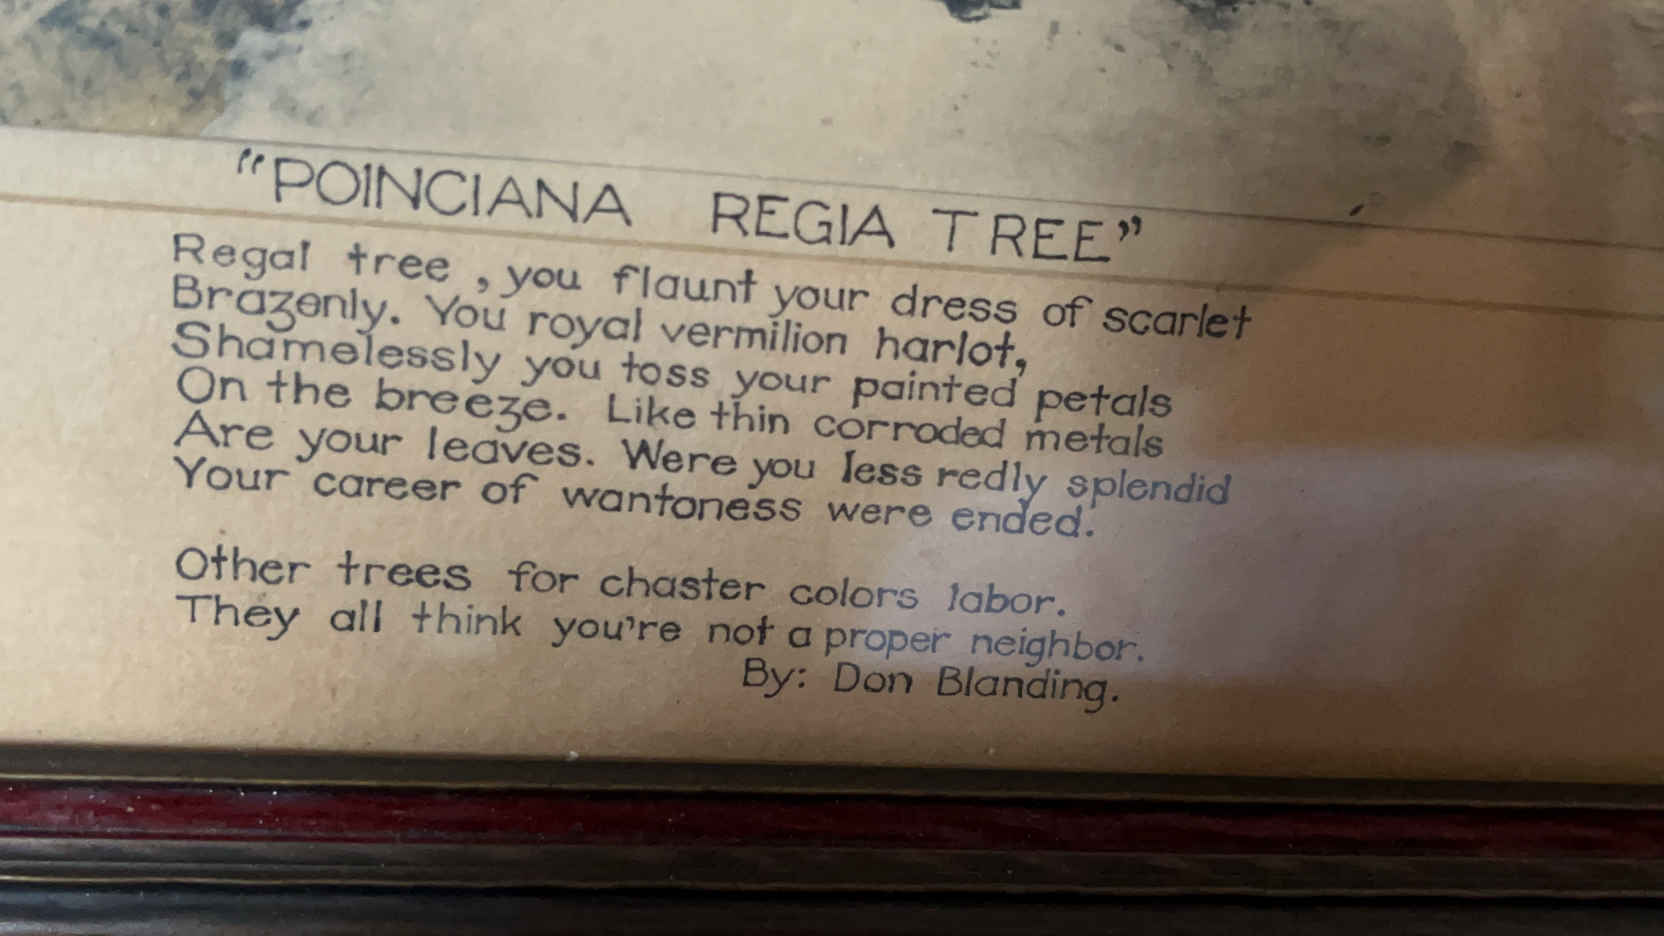 "POINCIANA REGIA TREE"
Regal tree, you flaunt your dress of scarlet
Brazenly. You royal vermilion harlot,
Shamelessly you toss your painted petals
On the breeze. Like thin corroded metals
Are your leaves. Were you less redly splendid
Your career of wantoness were ended.
Other trees for chaster colors labor.
They all think you're not a proper neighbor.
By: Don Blanding.